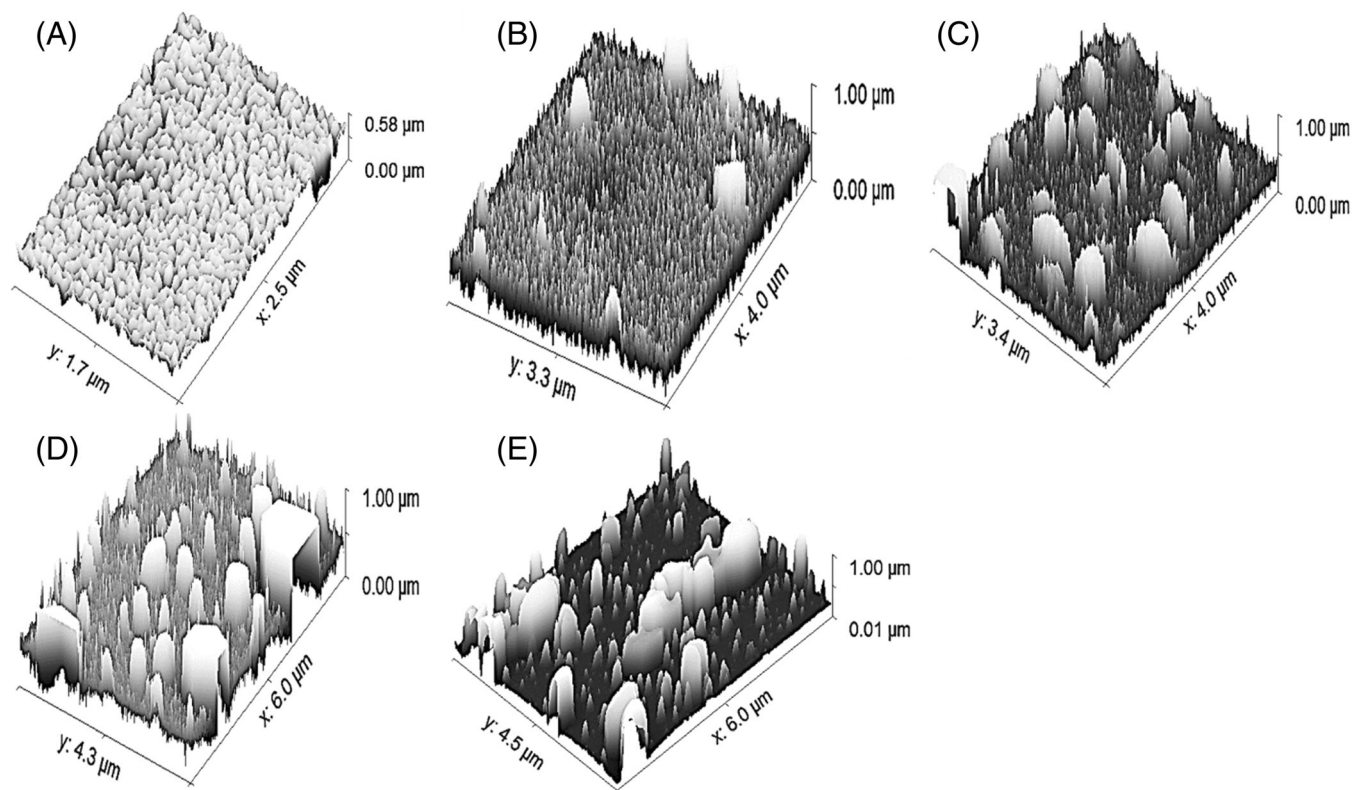 (A)
0.58 µm
0.00 µm
x: 2.5 µm
y: 1.7 µm
(B)
1.00 µm
0.00 µm
x: 4.0 µm
y: 3.3 µm
(C)
1.00 µm
0.00 µm
x: 4.0 µm
y: 3.4 µm
(D)
1.00 µm
0.00 µm
x: 6.0 µm
y: 4.3 µm
(E)
1.00 µm
0.01 µm
x: 6.0 µm
y: 4.5 µm